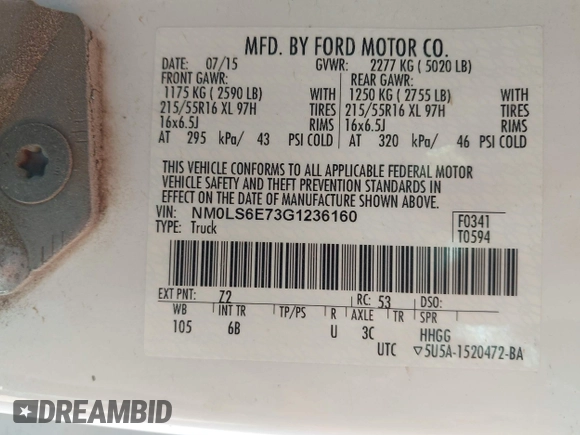 MFD. BY FORD MOTOR CO.
DATE: 07/15 GVWR: 2277 KG ( 5020 LB)
FRONT GAWR: REAR GAWR:
1175 KG ( 2590 LB) WITH 1250 KG ( 2755 LB) WITH
215/55R16 XL 97H TIRES 215/55R16 XL 97H TIRES
16x6.5J RIMS 16x6.5J RIMS
AT 295 kPa/ 43 PSI COLD AT 320 kPa/ 46 PSI COLD
THIS VEHICLE CONFORMS TO ALL APPLICABLE FEDERAL MOTOR
VEHICLE SAFETY AND THEFT PREVENTION STANDARDS IN
EFFECT ON THE DATE OF MANUFACTURE SHOWN ABOVE.
VIN: NM0LS6E73G1236160 F0341
TYPE: Truck T0594
EXT PNT: Z2 RC: 53 DSO:
WB INT TR TP/PS R AXLE TR SPR
105 6B U 3C HHGG
UTC ▽5U5A-1520472-BA
DREAMBID